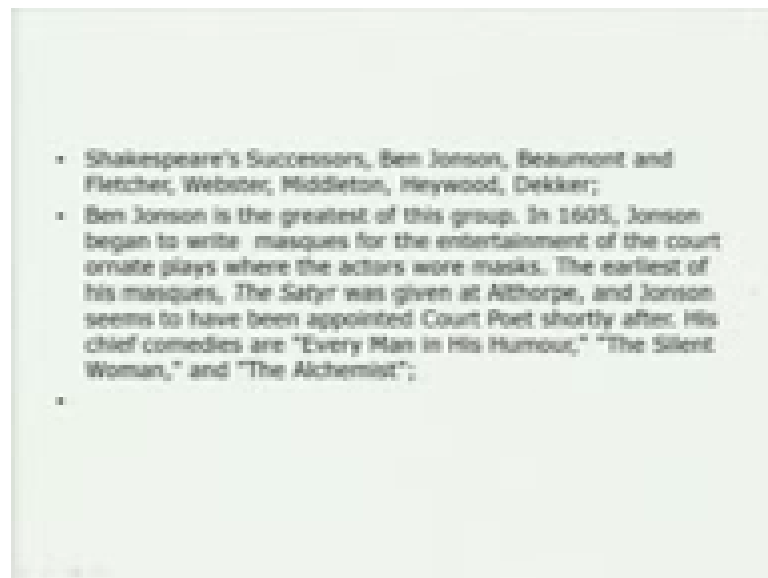 • Shakespeare's Successors, Ben Jonson, Beaumont and
Fletcher, Webster, Middleton, Heywood, Dekker;
• Ben Jonson is the greatest of this group. In 1605, Jonson
began to write masques for the entertainment of the court
ornate plays where the actors wore masks. The earliest of
his masques, The Satyr was given at Althorpe, and Jonson
seems to have been appointed Court Poet shortly after. His
chief comedies are "Every Man in His Humour," "The Silent
Woman," and "The Alchemist";
•